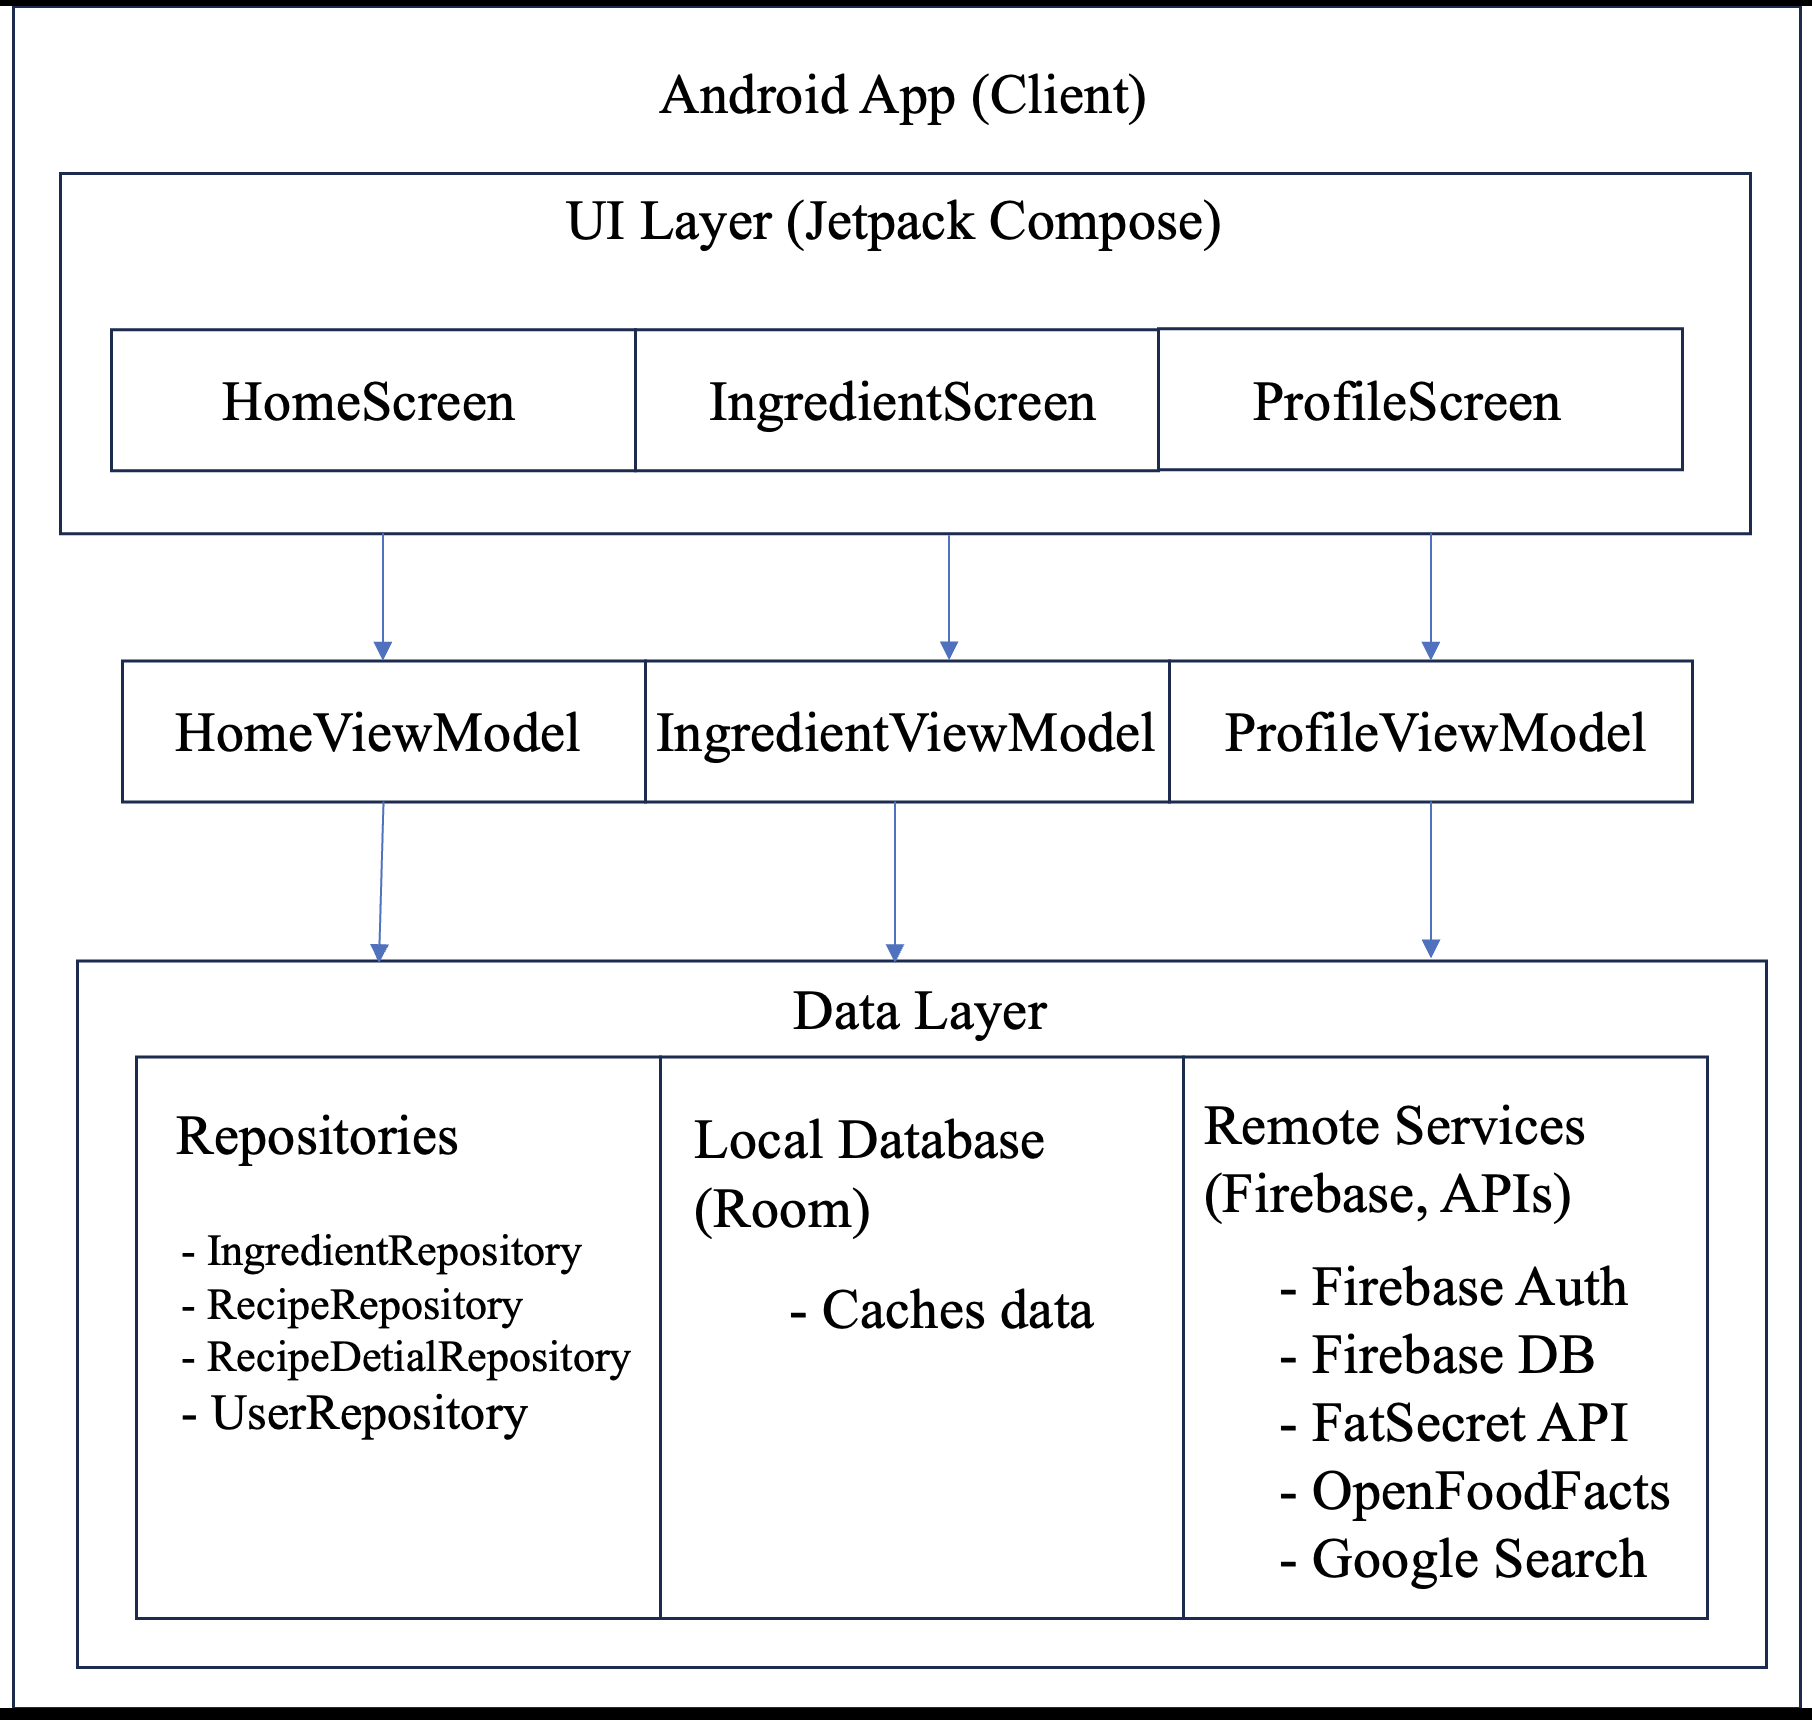 Android App (Client)
UI Layer (Jetpack Compose)
HomeScreen
IngredientScreen
ProfileScreen
HomeViewModel
IngredientViewModel
ProfileViewModel
Data Layer
Repositories
- IngredientRepository
- RecipeRepository
- RecipeDetialRepository
- UserRepository
Local Database
(Room)
- Caches data
Remote Services
(Firebase, APIs)
- Firebase Auth
- Firebase DB
- FatSecret API
- OpenFoodFacts
- Google Search